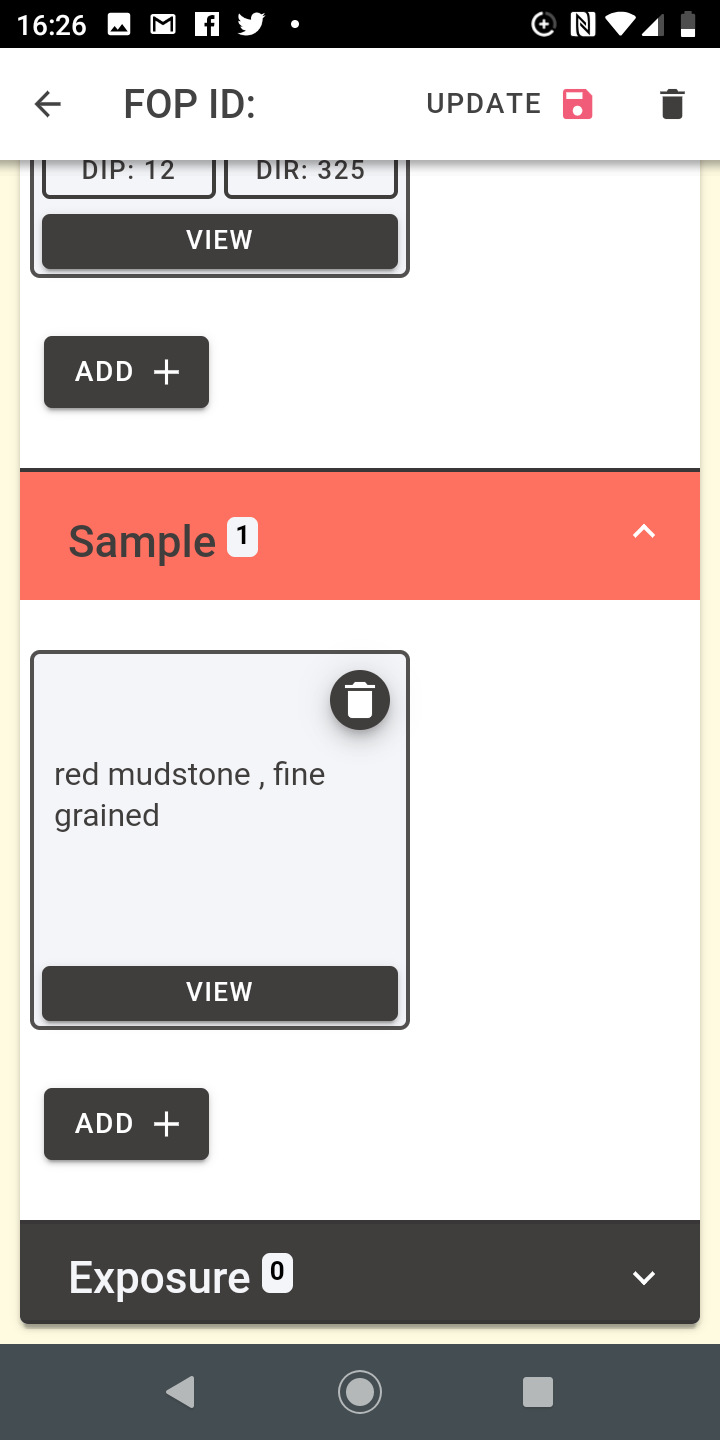 16:26
FOP ID: UPDATE
DIP: 12 DIR: 325
VIEW
ADD +
Sample 1
red mudstone , fine
grained
VIEW
ADD +
Exposure 0